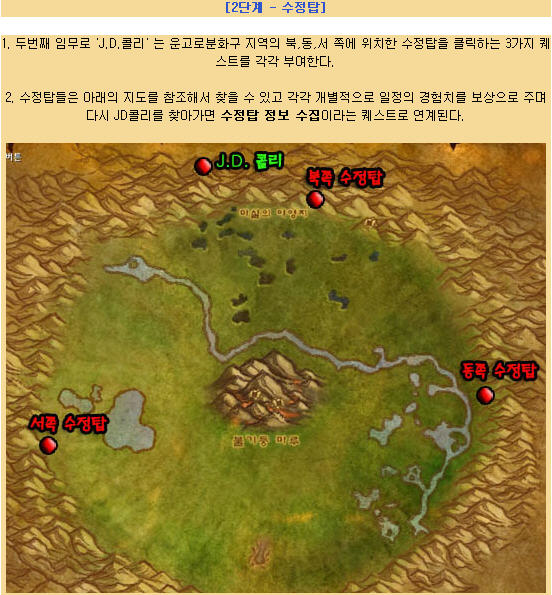 [2단계 - 수정탑]
1. 두번째 임무로 'J.D.콜리' 는 운고로분화구 지역의 북,동,서 쪽에 위치한 수정탑을 클릭하는 3가지 퀘
스트를 각각 부여한다.
2. 수정탑들은 아래의 지도를 참조해서 찾을 수 있고 각각 개별적으로 일정의 경험치를 보상으로 주며
다시 JD콜리를 찾아가면 수정탑 정보 수집이라는 퀘스트로 연계된다.
버튼
J.D. 콜리
북쪽 수정탑
마샬의 야영지
동쪽 수정탑
서쪽 수정탑
불기둥 마루